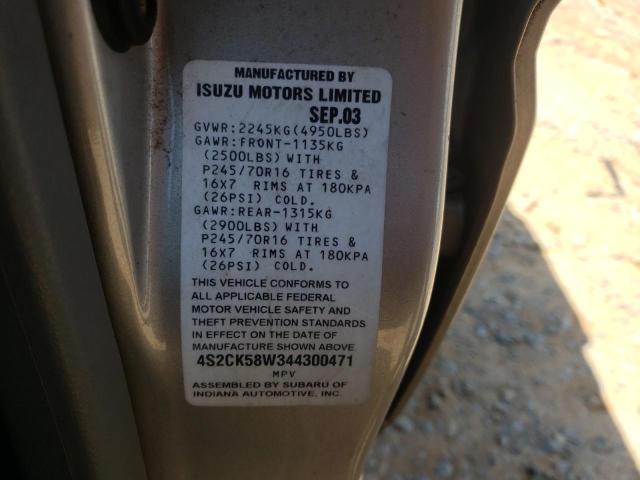 MANUFACTURED BY
ISUZU MOTORS LIMITED
SEP.03
GVWR:2245KG(4950LBS)
GAWR:FRONT-1135KG
(2500LBS) WITH
P245/70R16 TIRES &
16X7 RIMS AT 180KPA
(26PSI) COLD.
GAWR:REAR-1315KG
(2900LBS) WITH
P245/70R16 TIRES &
16X7 RIMS AT 180KPA
(26PSI) COLD.
THIS VEHICLE CONFORMS TO
ALL APPLICABLE FEDERAL
MOTOR VEHICLE SAFETY AND
THEFT PREVENTION STANDARDS
IN EFFECT ON THE DATE OF
MANUFACTURE SHOWN ABOVE
4S2CK58W344300471
MPV
ASSEMBLED BY SUBARU OF
INDIANA AUTOMOTIVE, INC.